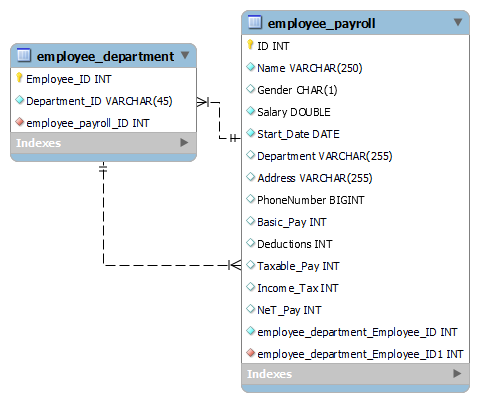 employee_department
Employee_ID INT
Department_ID VARCHAR(45)
employee_payroll_ID INT
Indexes
employee_payroll
ID INT
Name VARCHAR(250)
Gender CHAR(1)
Salary DOUBLE
Start_Date DATE
Department VARCHAR(255)
Address VARCHAR(255)
PhoneNumber BIGINT
Basic_Pay INT
Deductions INT
Taxable_Pay INT
Income_Tax INT
NeT_Pay INT
employee_department_Employee_ID INT
employee_department_Employee_ID1 INT
Indexes